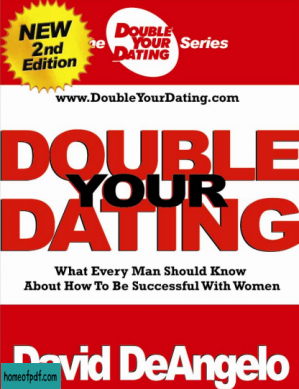 NEW
2nd
Edition
The DOUBLE YOUR DATING Series
www.DoubleYourDating.com
DOUBLE
YOUR
DATING
What Every Man Should Know
About How To Be Successful With Women
David DeAngelo
homeofpdf.com